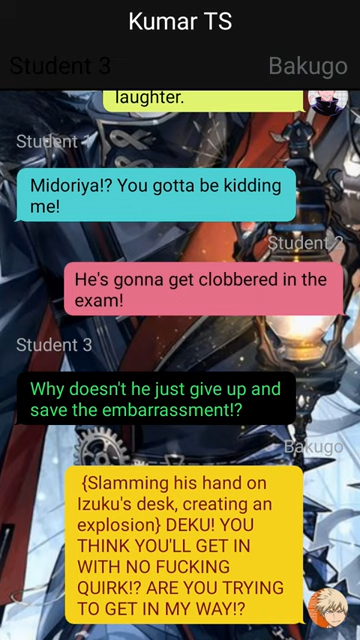 Kumar TS
Student 3
Bakugo
laughter.
Student 1
Midoriya!? You gotta be kidding
me!
Student 2
He's gonna get clobbered in the
exam!
Student 3
Why doesn't he just give up and
save the embarrassment!?
Bakugo
{Slamming his hand on
Izuku's desk, creating an
explosion} DEKU! YOU
THINK YOU'LL GET IN
WITH NO FUCKING
QUIRK!? ARE YOU TRYING
TO GET IN MY WAY!?